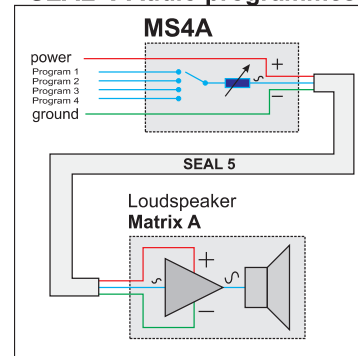 MS4A
power
Program 1
Program 2
Program 3
Program 4
ground
+
−
SEAL 5
Loudspeaker
Matrix A
+
−